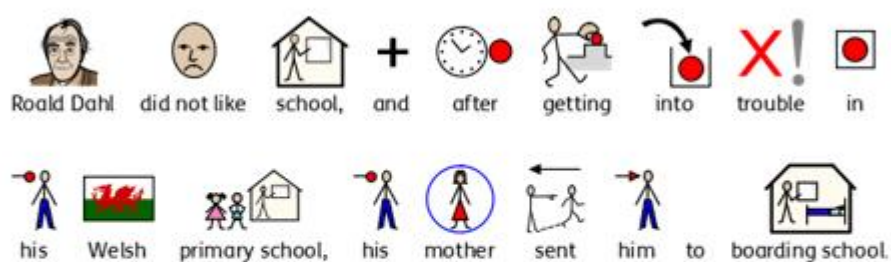 Roald Dahl did not like school, and after getting into trouble in
his Welsh primary school, his mother sent him to boarding school.